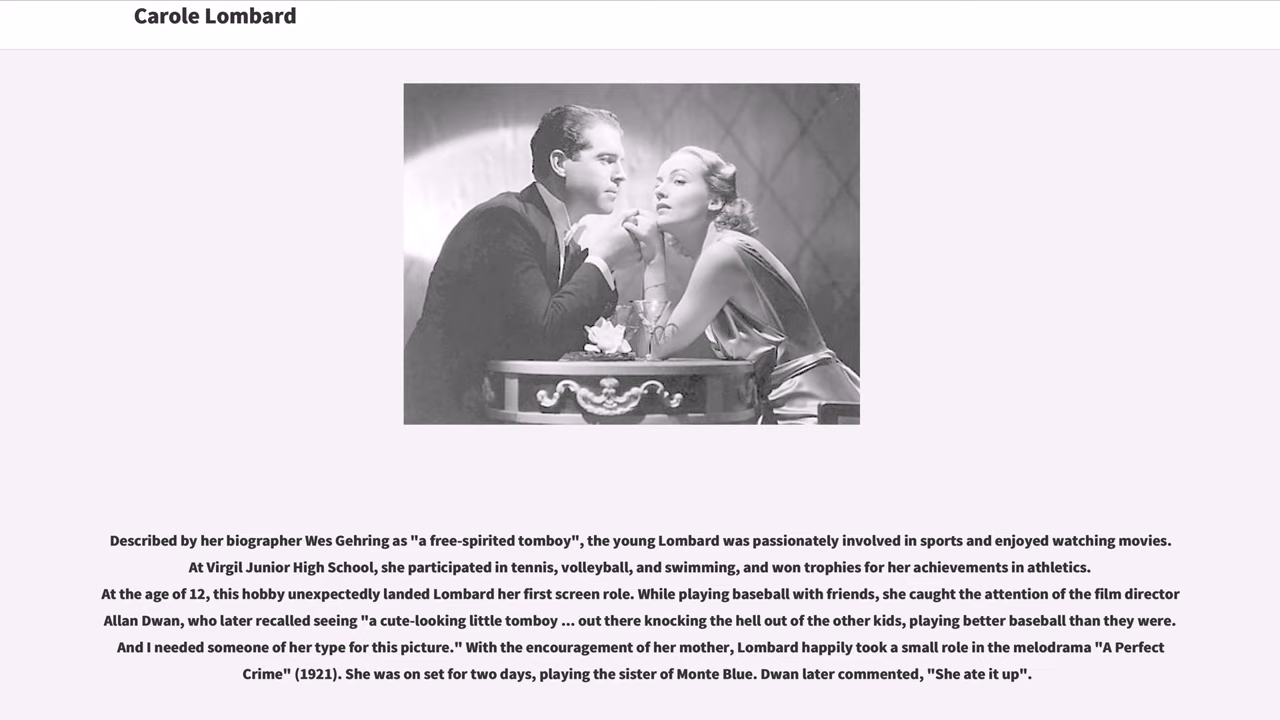 Carole Lombard
Described by her biographer Wes Gehring as "a free-spirited tomboy", the young Lombard was passionately involved in sports and enjoyed watching movies.
At Virgil Junior High School, she participated in tennis, volleyball, and swimming, and won trophies for her achievements in athletics.
At the age of 12, this hobby unexpectedly landed Lombard her first screen role. While playing baseball with friends, she caught the attention of the film director
Allan Dwan, who later recalled seeing "a cute-looking little tomboy ... out there knocking the hell out of the other kids, playing better baseball than they were.
And I needed someone of her type for this picture." With the encouragement of her mother, Lombard happily took a small role in the melodrama "A Perfect
Crime" (1921). She was on set for two days, playing the sister of Monte Blue. Dwan later commented, "She ate it up".